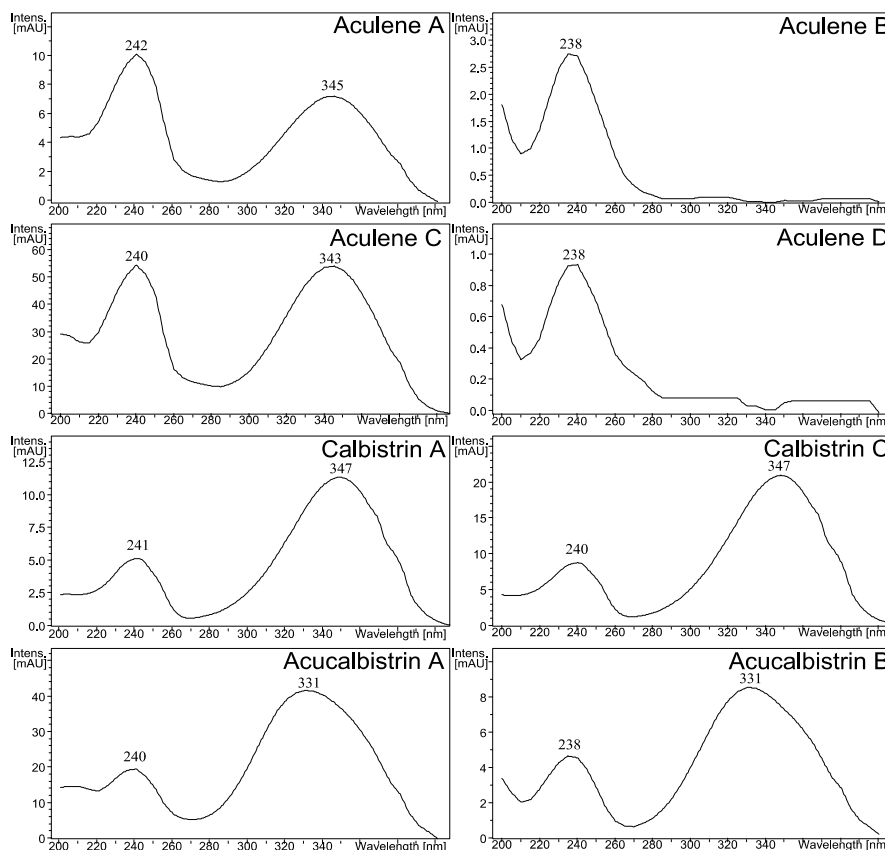 Intens.
[mAU]
Aculene A
242
345
10
8
6
4
2
0
200 220 240 260 280 300 320 340 Wavelength [nm]
Intens.
[mAU]
Aculene B
238
3.0
2.5
2.0
1.5
1.0
0.5
0.0
200 220 240 260 280 300 320 340 Wavelength [nm]
Intens.
[mAU]
Aculene C
240
343
60
50
40
30
20
10
0
200 220 240 260 280 300 320 340 Wavelength [nm]
Intens.
[mAU]
Aculene D
238
1.0
0.8
0.6
0.4
0.2
0.0
200 220 240 260 280 300 320 340 Wavelength [nm]
Intens.
[mAU]
Calbistrin A
347
241
12.5
10.0
7.5
5.0
2.5
0.0
200 220 240 260 280 300 320 340 Wavelength [nm]
Intens.
[mAU]
Calbistrin C
347
240
20
15
10
5
0
200 220 240 260 280 300 320 340 Wavelength [nm]
Intens.
[mAU]
Acucalbistrin A
331
240
40
30
20
10
0
200 220 240 260 280 300 320 340 Wavelength [nm]
Intens.
[mAU]
Acucalbistrin B
331
238
8
6
4
2
0
200 220 240 260 280 300 320 340 Wavelength [nm]